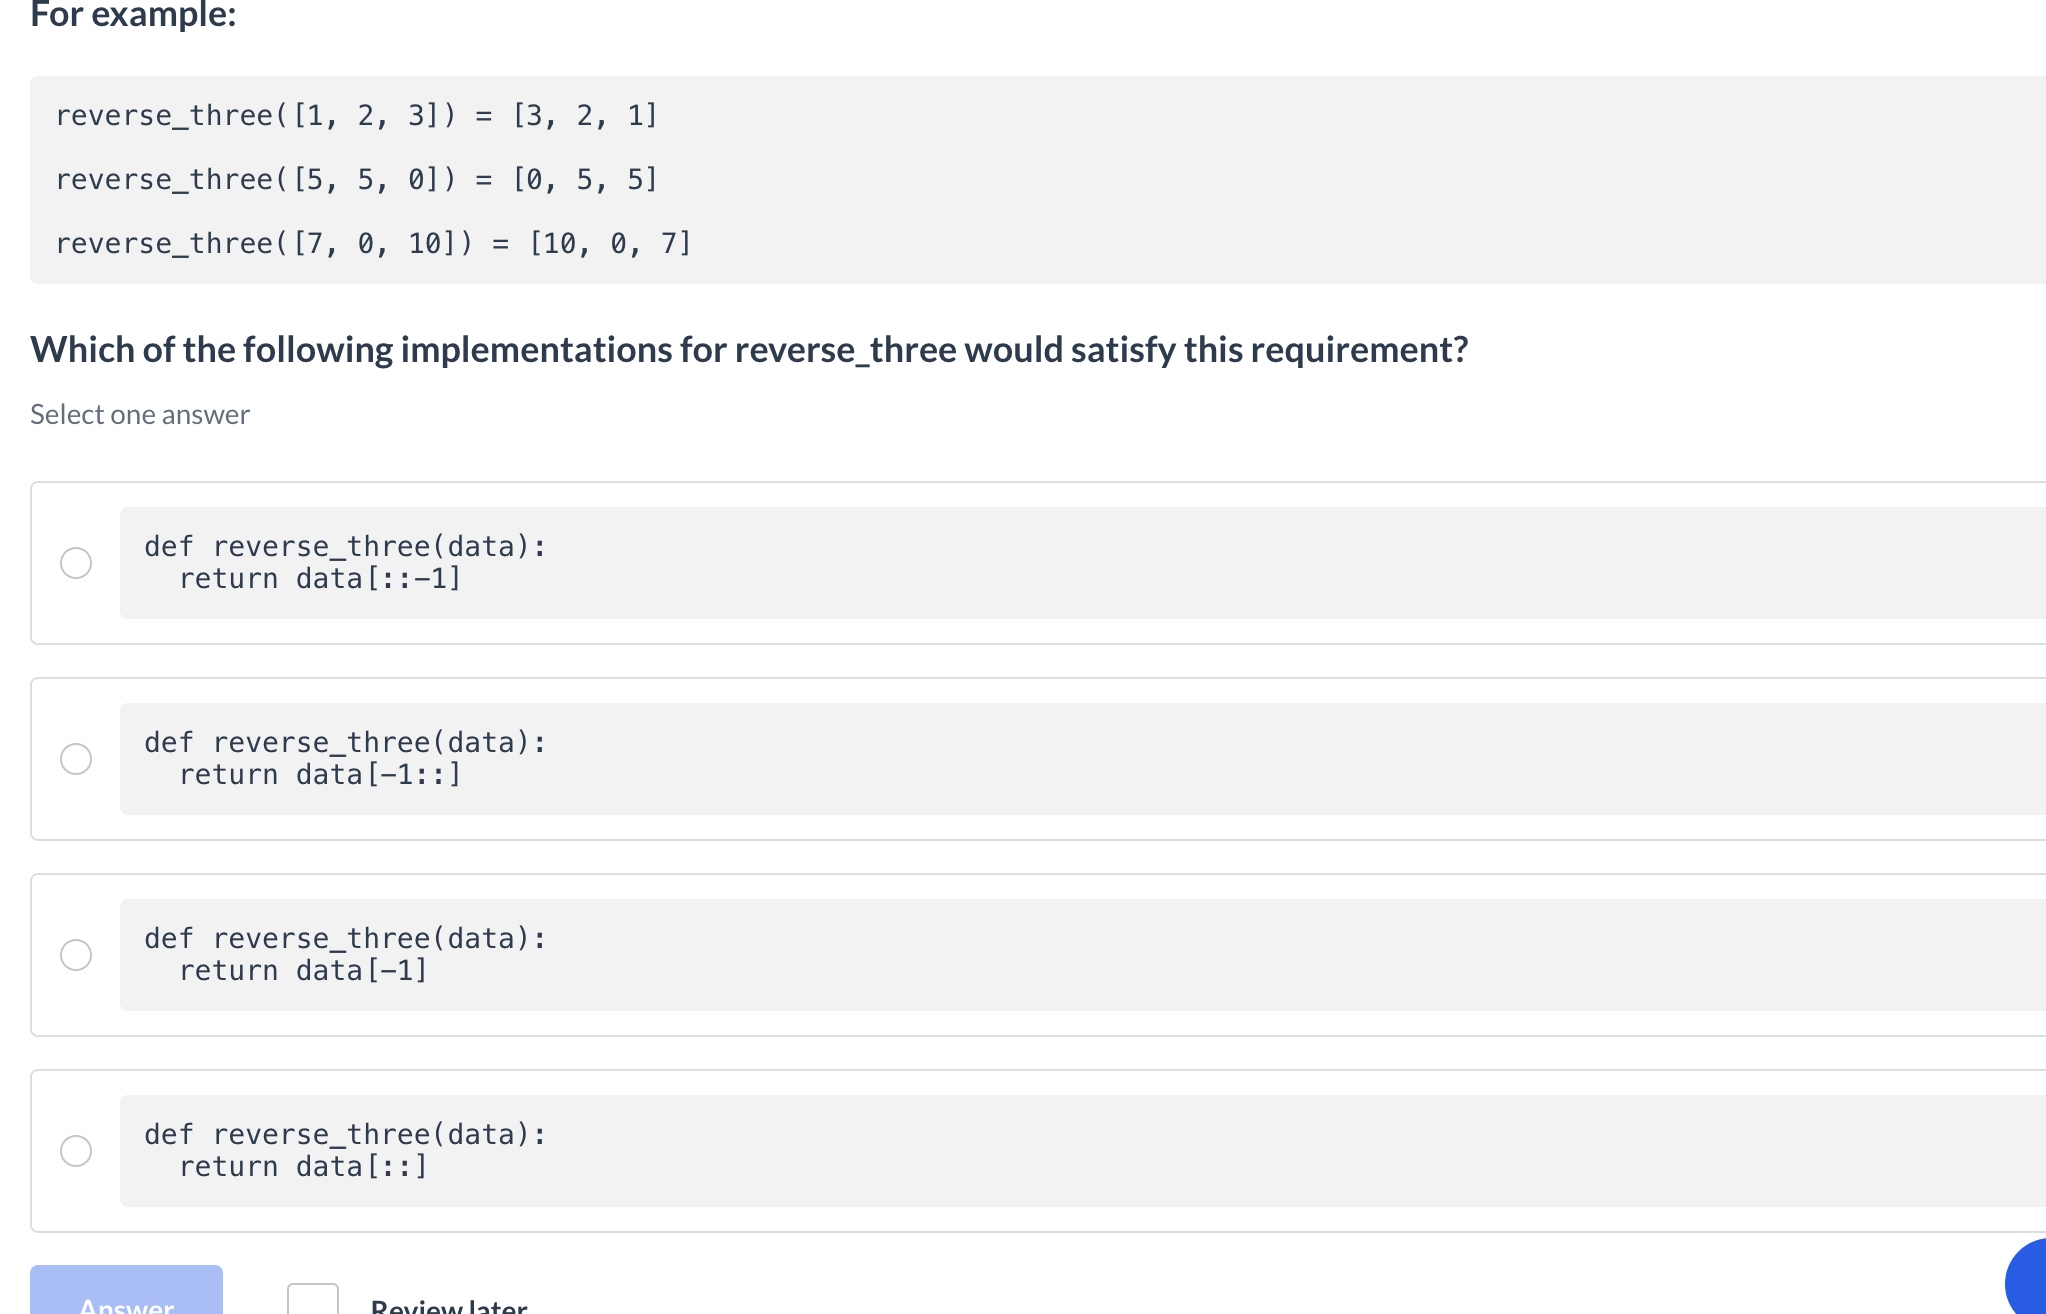 For example:
reverse_three([1, 2, 3]) = [3, 2, 1]
reverse_three([5, 5, 0]) = [0, 5, 5]
reverse_three([7, 0, 10]) = [10, 0, 7]
Which of the following implementations for reverse_three would satisfy this requirement?
Select one answer
def reverse_three(data):
  return data[::-1]
def reverse_three(data):
  return data[-1::]
def reverse_three(data):
  return data[-1]
def reverse_three(data):
  return data[::]
Answer
Review later